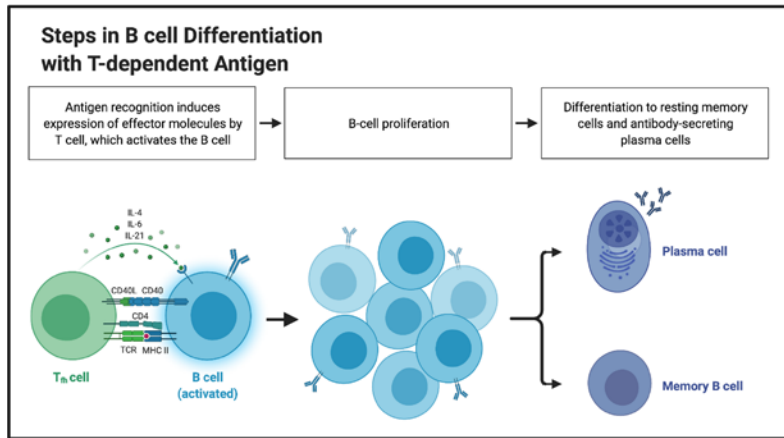 Steps in B cell Differentiation
with T-dependent Antigen
Antigen recognition induces
expression of effector molecules by
T cell, which activates the B cell
B-cell proliferation
Differentiation to resting memory
cells and antibody-secreting
plasma cells
IL-4
IL-6
IL-21
CD40L CD40
CD4
TCR MHC II
Tfh cell
B cell
(activated)
Plasma cell
Memory B cell